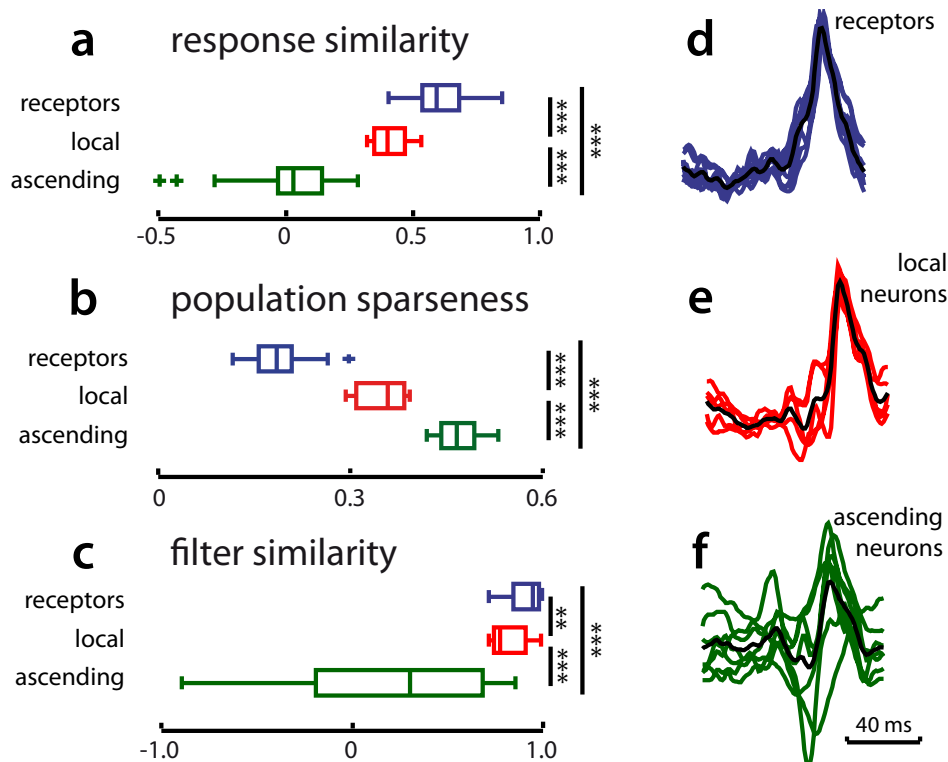 a response similarity
receptors
local
ascending
***
***
***
-0.5 0 0.5 1.0
b population sparseness
receptors
local
ascending
***
***
***
0 0.3 0.6
c filter similarity
receptors
local
ascending
**
***
***
-1.0 0 1.0
d receptors
e local
neurons
f ascending
neurons
40 ms